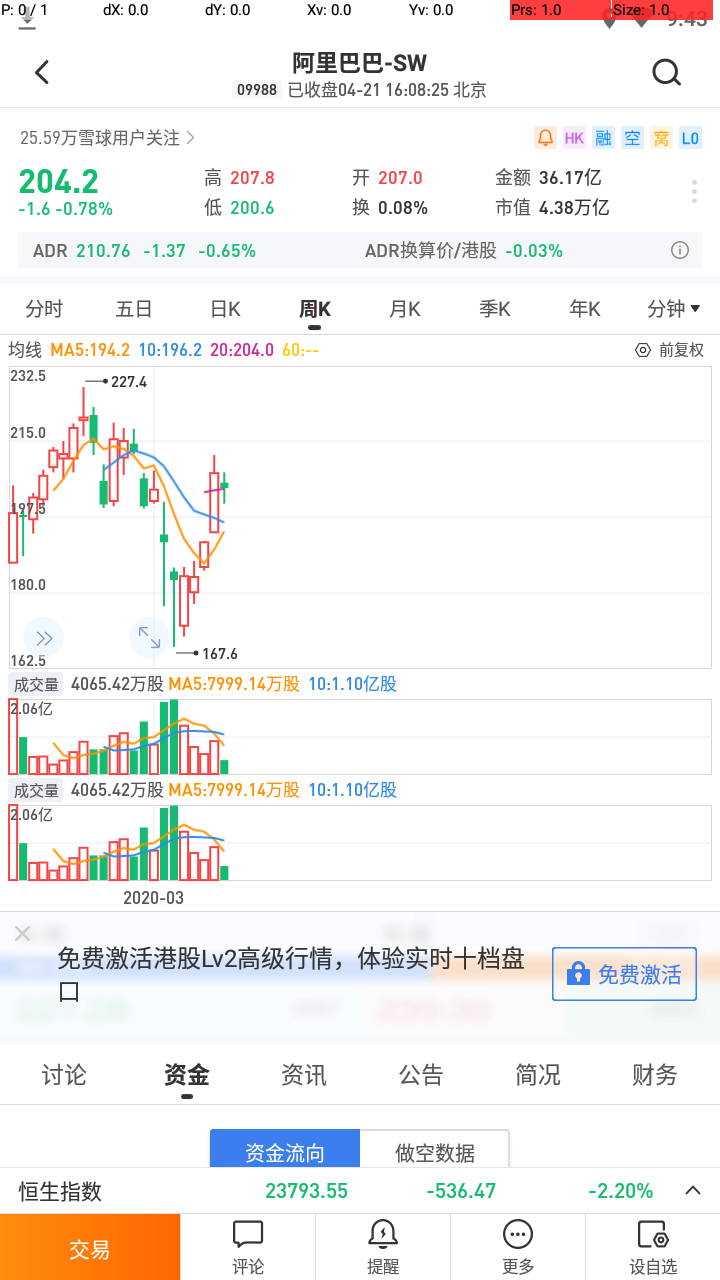 P: 0 / 1 dX: 0.0 dY: 0.0 Xv: 0.0 Yv: 0.0 Prs: 1.0 Size: 1.0
9:43
阿里巴巴-SW
09988 已收盘04-21 16:08:25 北京
25.59万雪球用户关注
HK 融 空 窝 L0
204.2 高 207.8 开 207.0 金额 36.17亿
-1.6 -0.78% 低 200.6 换 0.08% 市值 4.38万亿
ADR 210.76 -1.37 -0.65% ADR换算价/港股 -0.03%
分时 五日 日K 周K 月K 季K 年K 分钟
均线 MA5:194.2 10:196.2 20:204.0 60:-- 前复权
232.5
227.4
215.0
197.5
180.0
167.6
162.5
成交量 4065.42万股 MA5:7999.14万股 10:1.10亿股
2.06亿
成交量 4065.42万股 MA5:7999.14万股 10:1.10亿股
2.06亿
2020-03
免费激活港股Lv2高级行情，体验实时十档盘
口
免费激活
讨论 资金 资讯 公告 简况 财务
资金流向 做空数据
恒生指数 23793.55 -536.47 -2.20%
交易 评论 提醒 更多 设自选